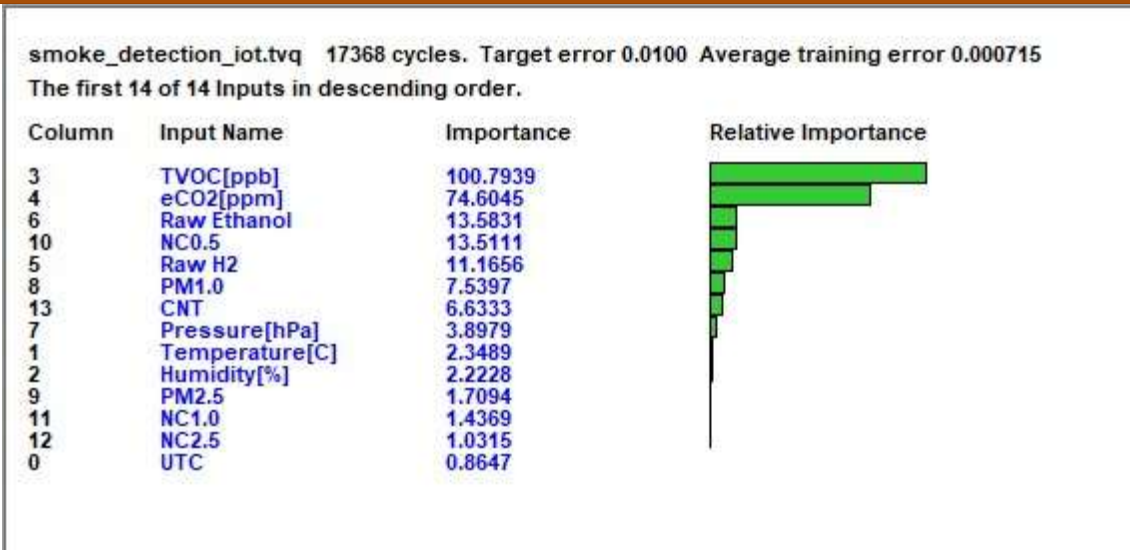 smoke_detection_iot.tvq 17368 cycles. Target error 0.0100 Average training error 0.000715
The first 14 of 14 Inputs in descending order.
Column Input Name Importance Relative Importance
3 TVOC[ppb] 100.7939
4 eCO2[ppm] 74.6045
6 Raw Ethanol 13.5831
10 NC0.5 13.5111
5 Raw H2 11.1656
8 PM1.0 7.5397
13 CNT 6.6333
7 Pressure[hPa] 3.8979
1 Temperature[C] 2.3489
2 Humidity[%] 2.2228
9 PM2.5 1.7094
11 NC1.0 1.4369
12 NC2.5 1.0315
0 UTC 0.8647